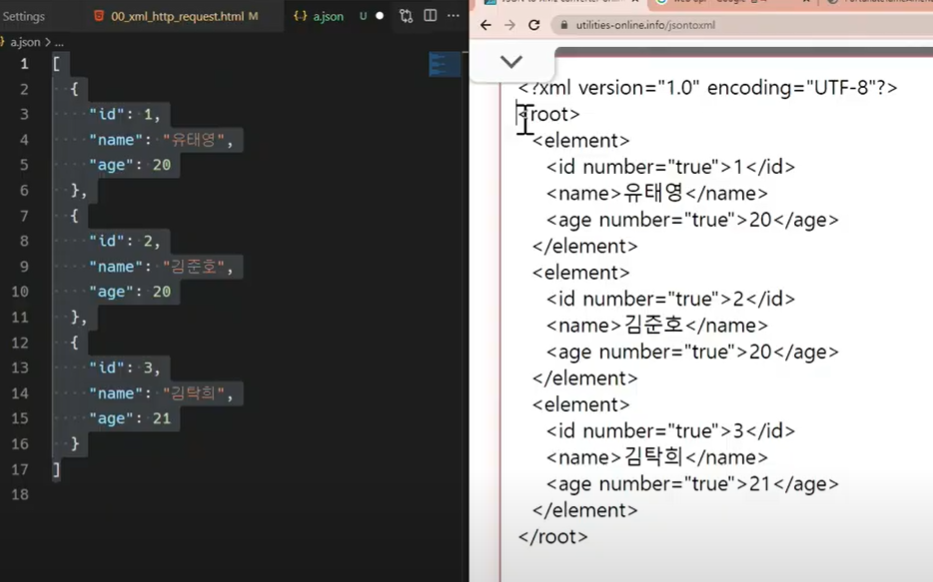 Settings
00_xml_http_request.html M
{} a.json U
a.json > ...
1 [
2 {
3 "id": 1,
4 "name": "유태영",
5 "age": 20
6 },
7 {
8 "id": 2,
9 "name": "김준호",
10 "age": 20
11 },
12 {
13 "id": 3,
14 "name": "김탁희",
15 "age": 21
16 }
17 ]
18
utilities-online.info/jsontoxml
<?xml version="1.0" encoding="UTF-8"?>
<root>
<element>
<id number="true">1</id>
<name>유태영</name>
<age number="true">20</age>
</element>
<element>
<id number="true">2</id>
<name>김준호</name>
<age number="true">20</age>
</element>
<element>
<id number="true">3</id>
<name>김탁희</name>
<age number="true">21</age>
</element>
</root>